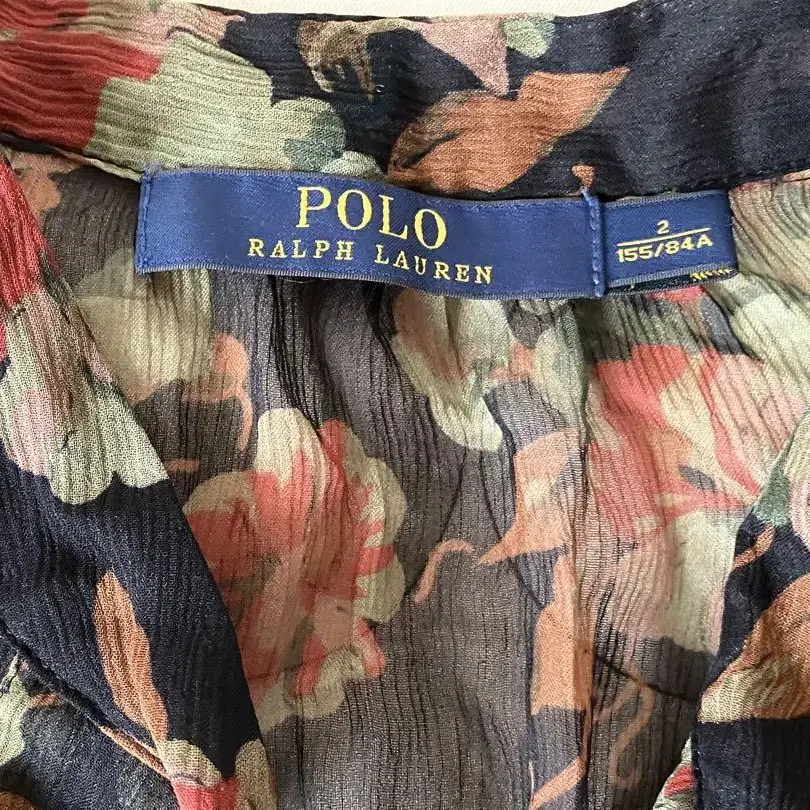 POLO
RALPH LAUREN
2
155/84A